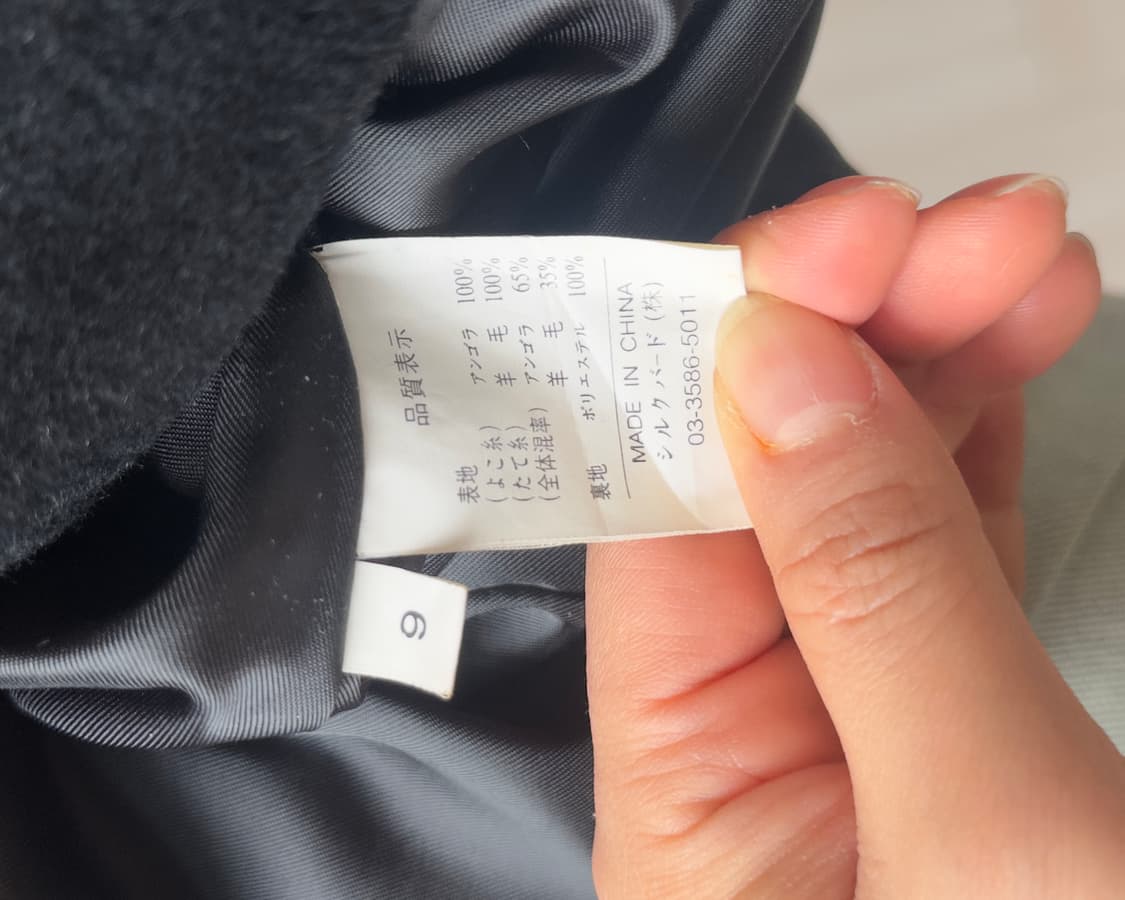 品質表示
表地
(よこ糸) アンゴラ 100%
(たて糸) 羊毛 100%
(全体混率) アンゴラ 65%
羊毛 35%
裏地 ポリエステル 100%
MADE IN CHINA
シルクバード(株)
03-3586-5011
9